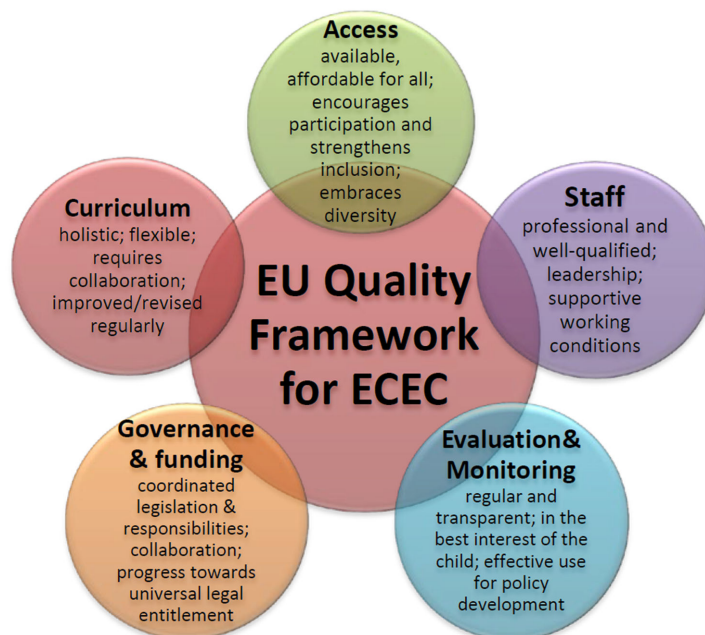 Access
available,
affordable for all;
encourages
participation and
strengthens
inclusion;
embraces
diversity
Curriculum
holistic; flexible;
requires
collaboration;
improved/revised
regularly
Staff
professional and
well-qualified;
leadership;
supportive
working
conditions
EU Quality
Framework
for ECEC
Governance
& funding
coordinated
legislation &
responsibilities;
collaboration;
progress towards
universal legal
entitlement
Evaluation&
Monitoring
regular and
transparent; in the
best interest of the
child; effective use
for policy
development